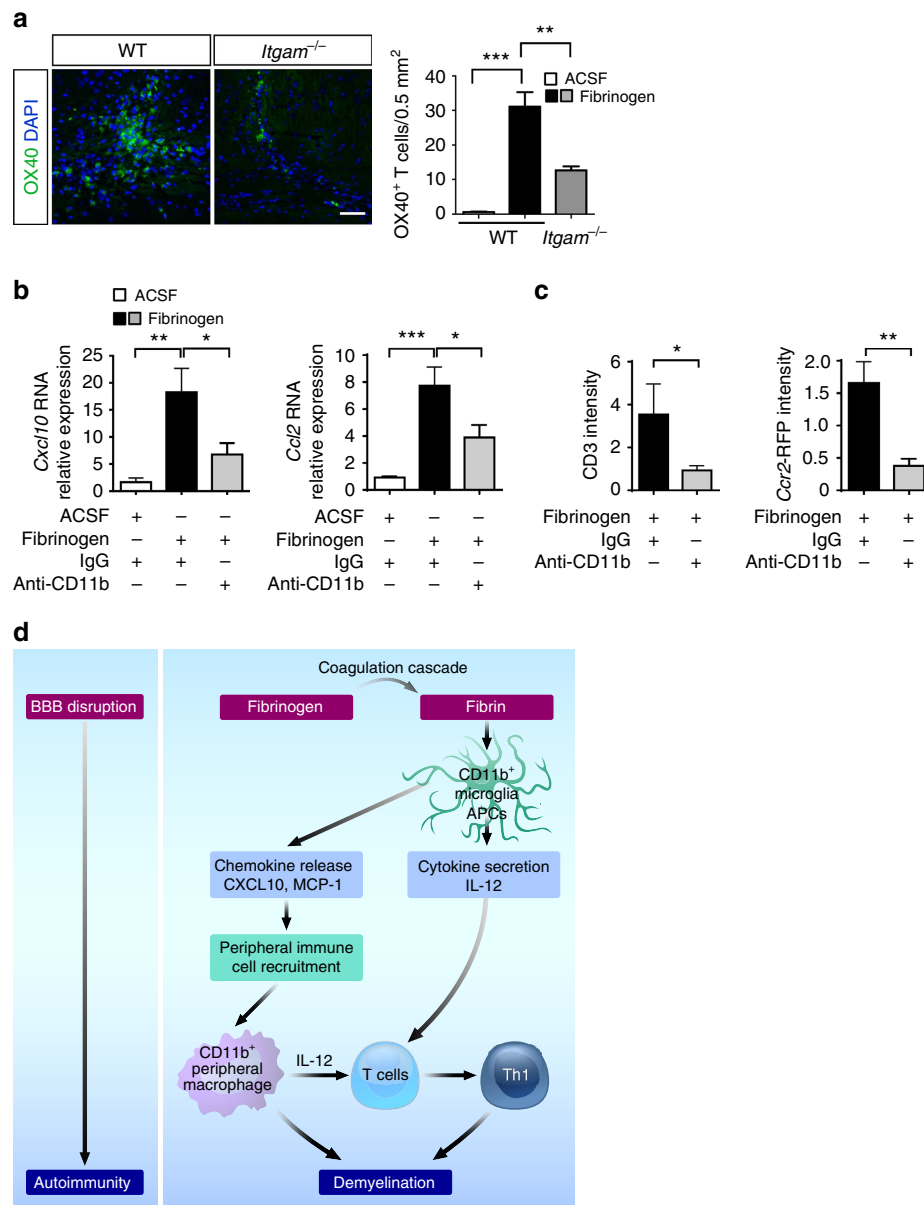 a
WT
Itgam–/–
OX40 DAPI
OX40+ T cells/0.5 mm2
40
30
20
10
0
***
**
ACSF
Fibrinogen
WT
Itgam–/–
b
ACSF
Fibrinogen
Cxcl10 RNA
relative expression
25
20
15
10
5
0
**
*
ACSF + – –
Fibrinogen – + +
IgG + + –
Anti-CD11b – – +
Ccl2 RNA
relative expression
10
8
6
4
2
0
***
*
ACSF + – –
Fibrinogen – + +
IgG + + –
Anti-CD11b – – +
c
CD3 intensity
6
4
2
0
*
Fibrinogen + +
IgG + –
Anti-CD11b – +
Ccr2-RFP intensity
2.0
1.5
1.0
0.5
0
**
Fibrinogen + +
IgG + –
Anti-CD11b – +
d
BBB disruption
Autoimmunity
Coagulation cascade
Fibrinogen
Fibrin
CD11b+
microglia
APCs
Chemokine release
CXCL10, MCP-1
Cytokine secretion
IL-12
Peripheral immune
cell recruitment
CD11b+
peripheral
macrophage
IL-12
T cells
Th1
Demyelination